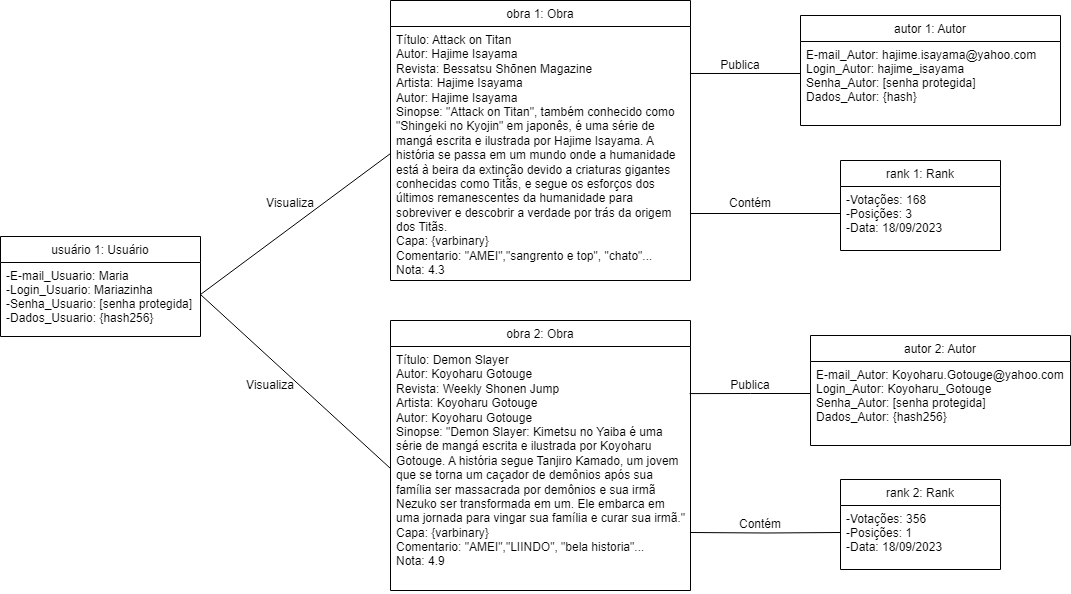 obra 1: Obra
Título: Attack on Titan
Autor: Hajime Isayama
Revista: Bessatsu Shōnen Magazine
Artista: Hajime Isayama
Autor: Hajime Isayama
Sinopse: "Attack on Titan", também conhecido como
"Shingeki no Kyojin" em japonês, é uma série de
mangá escrita e ilustrada por Hajime Isayama. A
história se passa em um mundo onde a humanidade
está à beira da extinção devido a criaturas gigantes
conhecidas como Titãs, e segue os esforços dos
últimos remanescentes da humanidade para
sobreviver e descobrir a verdade por trás da origem
dos Titãs.
Capa: {varbinary}
Comentario: "AMEI","sangrento e top", "chato"...
Nota: 4.3
Publica
autor 1: Autor
E-mail_Autor: hajime.isayama@yahoo.com
Login_Autor: hajime_isayama
Senha_Autor: [senha protegida]
Dados_Autor: {hash}
Contém
rank 1: Rank
-Votações: 168
-Posições: 3
-Data: 18/09/2023
Visualiza
usuário 1: Usuário
-E-mail_Usuario: Maria
-Login_Usuario: Mariazinha
-Senha_Usuario: [senha protegida]
-Dados_Usuario: {hash256}
Visualiza
obra 2: Obra
Título: Demon Slayer
Autor: Koyoharu Gotouge
Revista: Weekly Shonen Jump
Artista: Koyoharu Gotouge
Autor: Koyoharu Gotouge
Sinopse: "Demon Slayer: Kimetsu no Yaiba é uma
série de mangá escrita e ilustrada por Koyoharu
Gotouge. A história segue Tanjiro Kamado, um jovem
que se torna um caçador de demônios após sua
família ser massacrada por demônios e sua irmã
Nezuko ser transformada em um. Ele embarca em
uma jornada para vingar sua família e curar sua irmã."
Capa: {varbinary}
Comentario: "AMEI","LIINDO", "bela historia"...
Nota: 4.9
Publica
autor 2: Autor
E-mail_Autor: Koyoharu.Gotouge@yahoo.com
Login_Autor: Koyoharu_Gotouge
Senha_Autor: [senha protegida]
Dados_Autor: {hash256}
Contém
rank 2: Rank
-Votações: 356
-Posições: 1
-Data: 18/09/2023